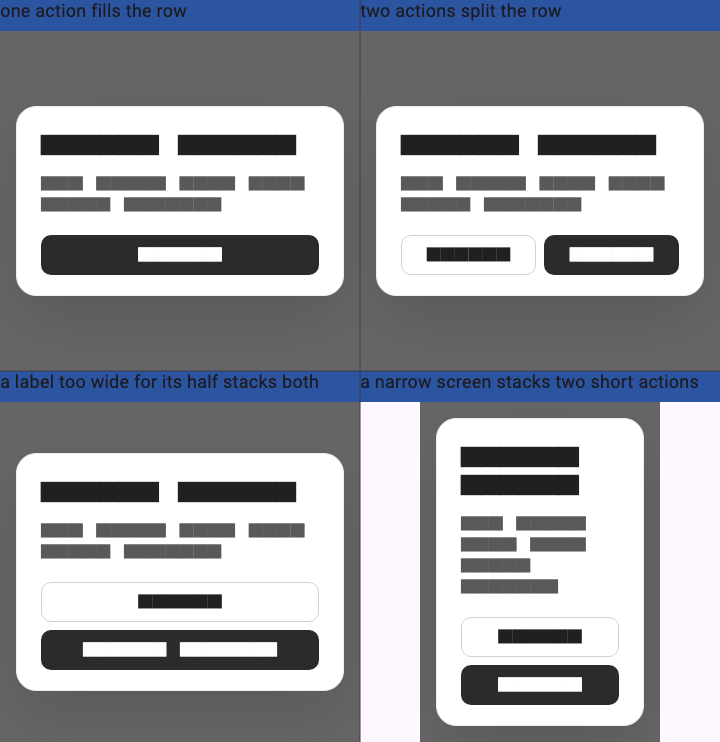 one action fills the row
two actions split the row
a label too wide for its half stacks both
a narrow screen stacks two short actions